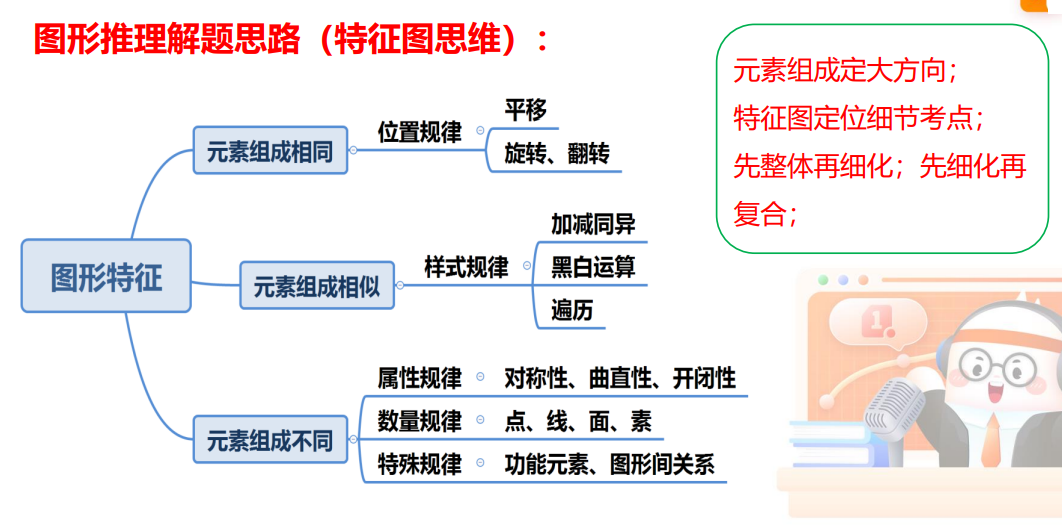 图形推理解题思路（特征图思维）：
元素组成定大方向；
特征图定位细节考点；
先整体再细化；先细化再
复合；
图形特征
元素组成相同
位置规律
平移
旋转、翻转
元素组成相似
样式规律
加减同异
黑白运算
遍历
元素组成不同
属性规律
对称性、曲直性、开闭性
数量规律
点、线、面、素
特殊规律
功能元素、图形间关系
1